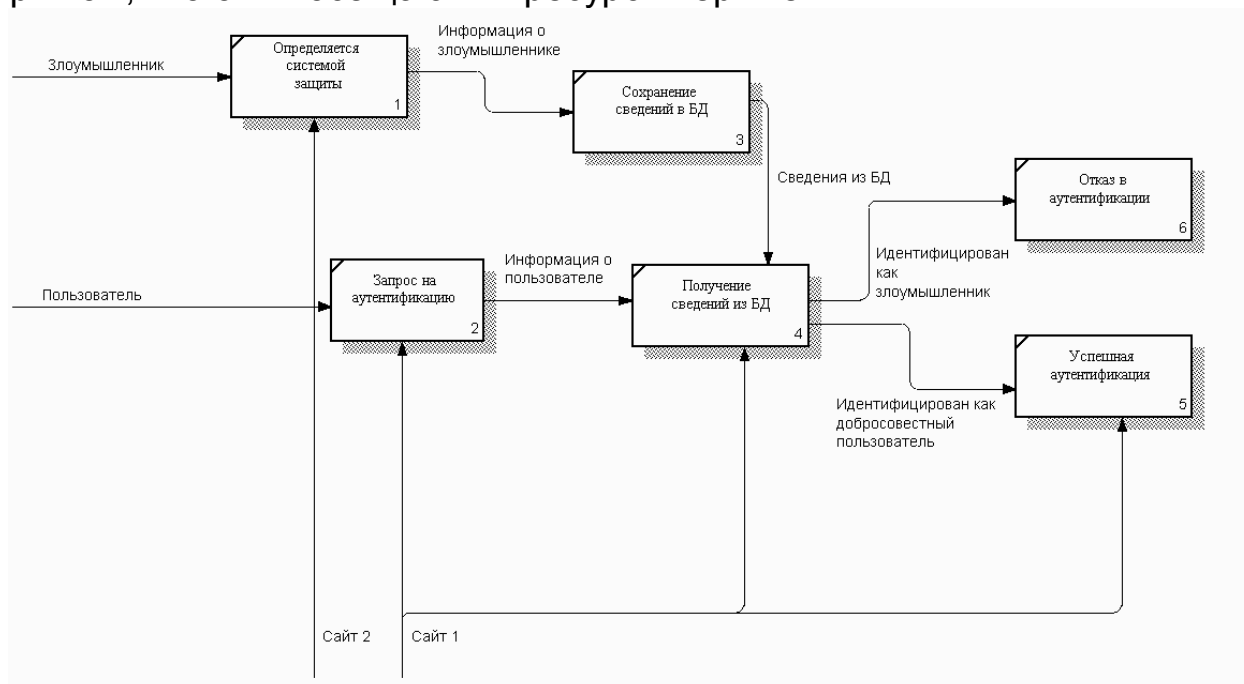 Злоумышленник
Определяется
системой
защиты
1
Информация о
злоумышленнике
Сохранение
сведений в БД
3
Сведения из БД
Отказ в
аутентификации
6
Пользователь
Запрос на
аутентификацию
2
Информация о
пользователе
Получение
сведений из БД
4
Идентифицирован
как
злоумышленник
Успешная
аутентификация
5
Идентифицирован как
добросовестный
пользователь
Сайт 2
Сайт 1